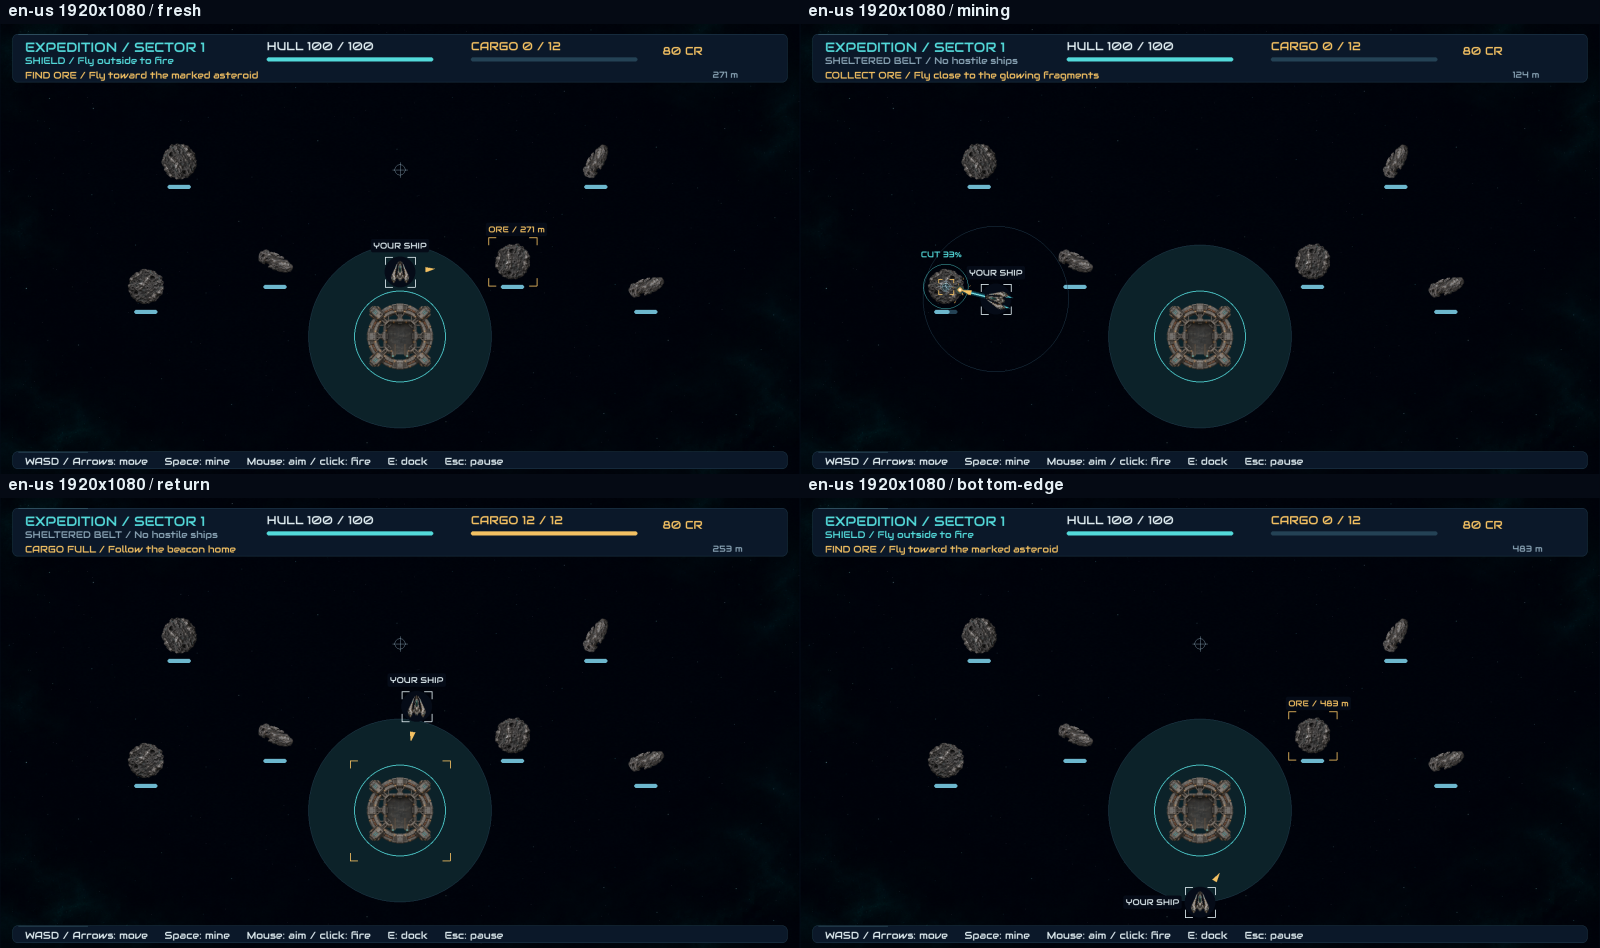 en-us 1920x1080/fresh
EXPEDITION / SECTOR 1
HULL 100 / 100
CARGO 0 / 12
80 CR
SHIELD / Fly outside to fire
FIND ORE / Fly toward the marked asteroid
271 m
ORE / 271 m
YOUR SHIP
WASD / Arrows: move Space: mine Mouse: aim / click: fire E: dock Esc: pause
en-us 1920x1080/mining
EXPEDITION / SECTOR 1
HULL 100 / 100
CARGO 0 / 12
80 CR
SHELTERED BELT / No hostile ships
COLLECT ORE / Fly close to the glowing fragments
124 m
CUT 33%
YOUR SHIP
WASD / Arrows: move Space: mine Mouse: aim / click: fire E: dock Esc: pause
en-us 1920x1080/return
EXPEDITION / SECTOR 1
HULL 100 / 100
CARGO 12 / 12
80 CR
SHELTERED BELT / No hostile ships
CARGO FULL / Follow the beacon home
253 m
YOUR SHIP
WASD / Arrows: move Space: mine Mouse: aim / click: fire E: dock Esc: pause
en-us 1920x1080/bottom-edge
EXPEDITION / SECTOR 1
HULL 100 / 100
CARGO 0 / 12
80 CR
SHIELD / Fly outside to fire
FIND ORE / Fly toward the marked asteroid
483 m
ORE / 483 m
YOUR SHIP
WASD / Arrows: move Space: mine Mouse: aim / click: fire E: dock Esc: pause